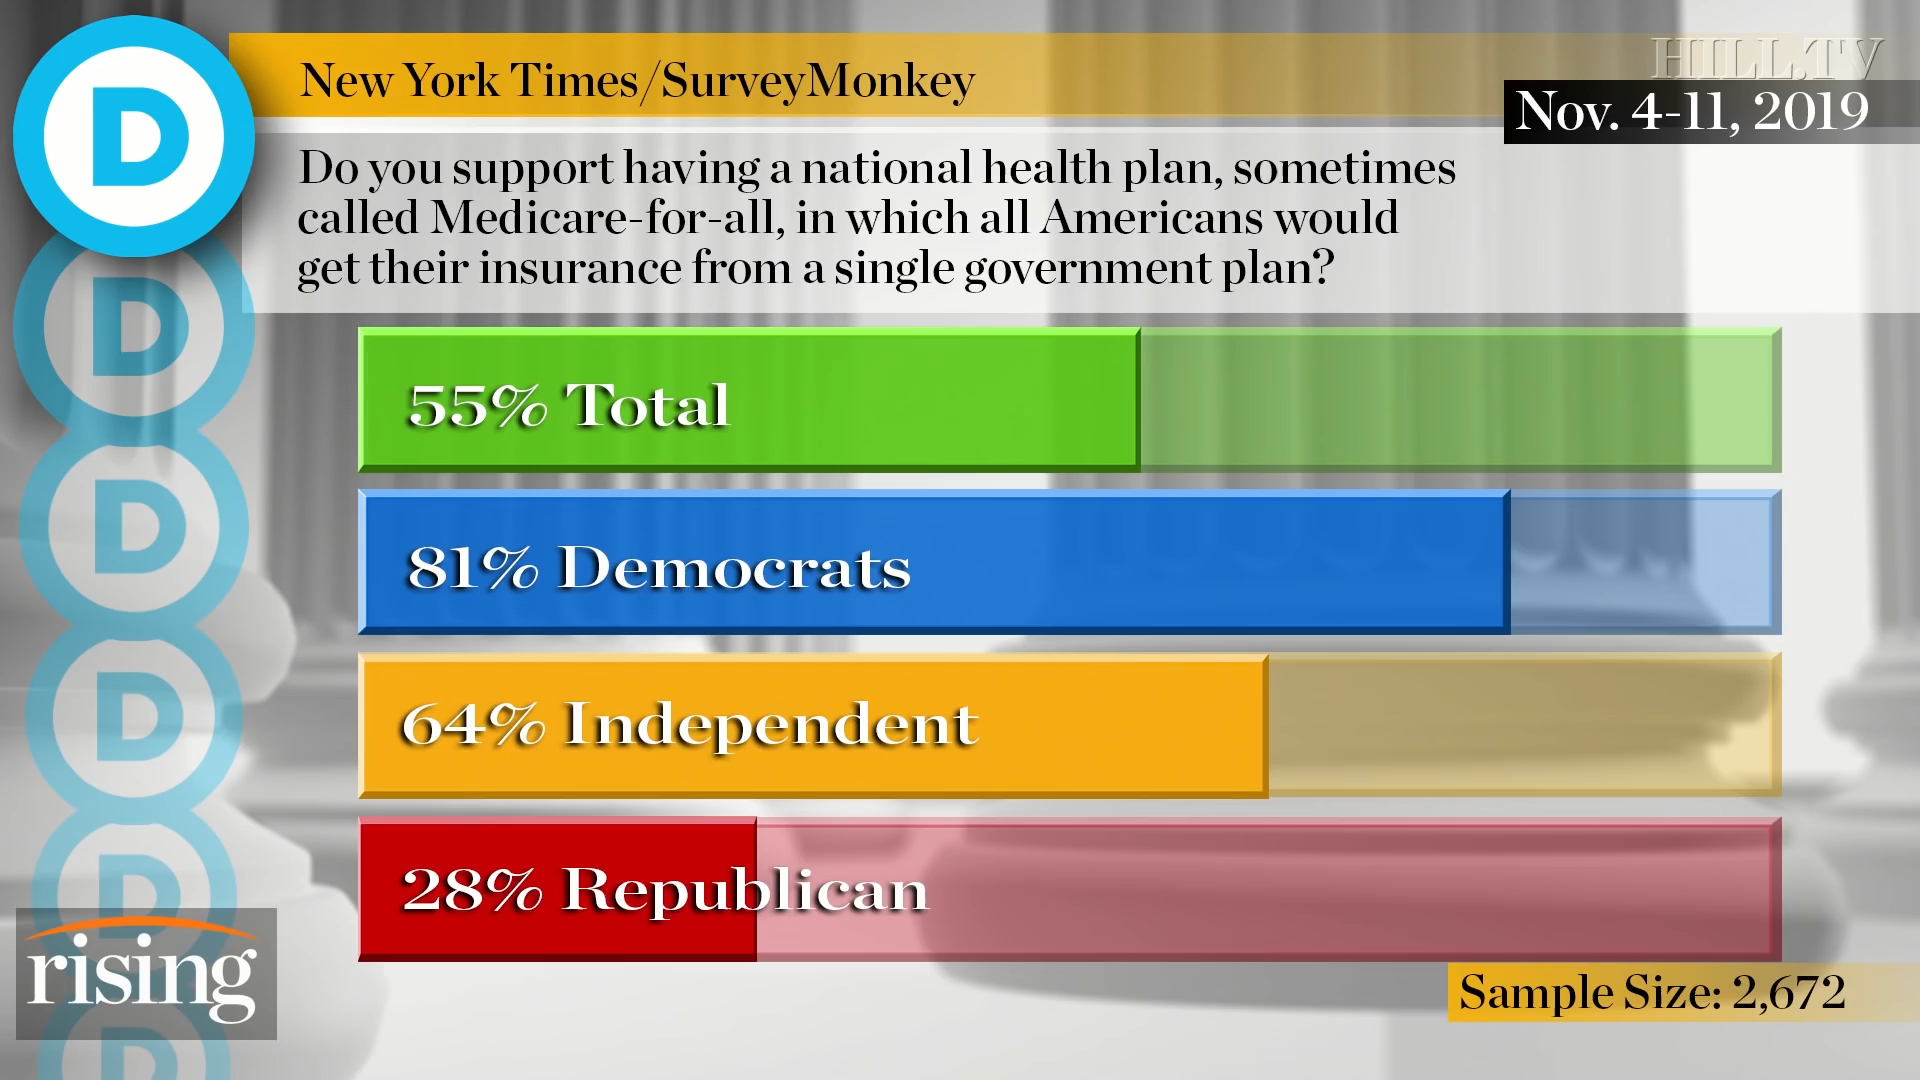 HILL.TV
New York Times/SurveyMonkey
Nov. 4-11, 2019
Do you support having a national health plan, sometimes
called Medicare-for-all, in which all Americans would
get their insurance from a single government plan?
55% Total
81% Democrats
64% Independent
28% Republican
Sample Size: 2,672
D
D
D
D
D
D
rising